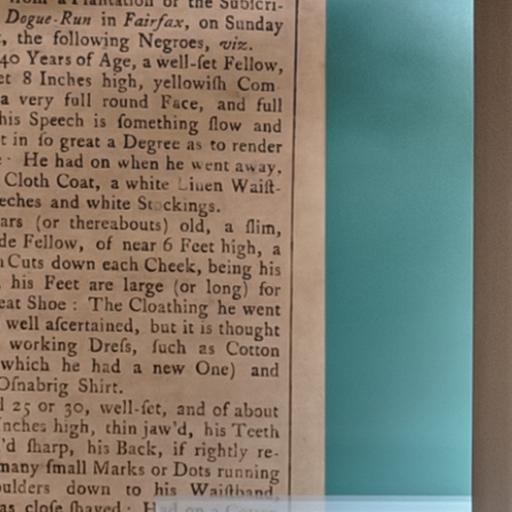 from a Plantation of the Subscri-
Dogue-Run in Fairfax, on Sunday
, the following Negroes, viz.
40 Years of Age, a well-ſet Fellow,
et 8 Inches high, yellowiſh Com
a very full round Face, and full
his Speech is ſomething ſlow and
t in ſo great a Degree as to render
He had on when he went away,
Cloth Coat, a white Linen Waiſt-
eches and white Stockings.
ars (or thereabouts) old, a ſlim,
de Fellow, of near 6 Feet high, a
Cuts down each Cheek, being his
, his Feet are large (or long) for
eat Shoe: The Cloathing he went
well aſcertained, but it is thought
working Dreſs, ſuch as Cotton
which he had a new One) and
Oſnabrig Shirt.
25 or 30, well-ſet, and of about
nches high, thin jaw'd, his Teeth
'd ſharp, his Back, if rightly re-
many ſmall Marks or Dots running
oulders down to his Waiſtband,
as cloſe ſhaved: Had on a